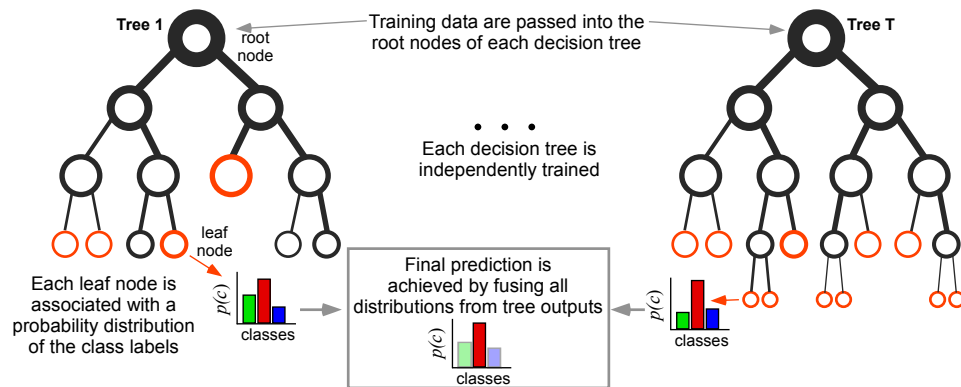 Tree 1
root
node
Training data are passed into the
root nodes of each decision tree
Tree T
• • •
Each decision tree is
independently trained
leaf
node
Each leaf node is
associated with a
probability distribution
of the class labels
p(c)
classes
Final prediction is
achieved by fusing all
distributions from tree outputs
p(c)
classes
p(c)
classes